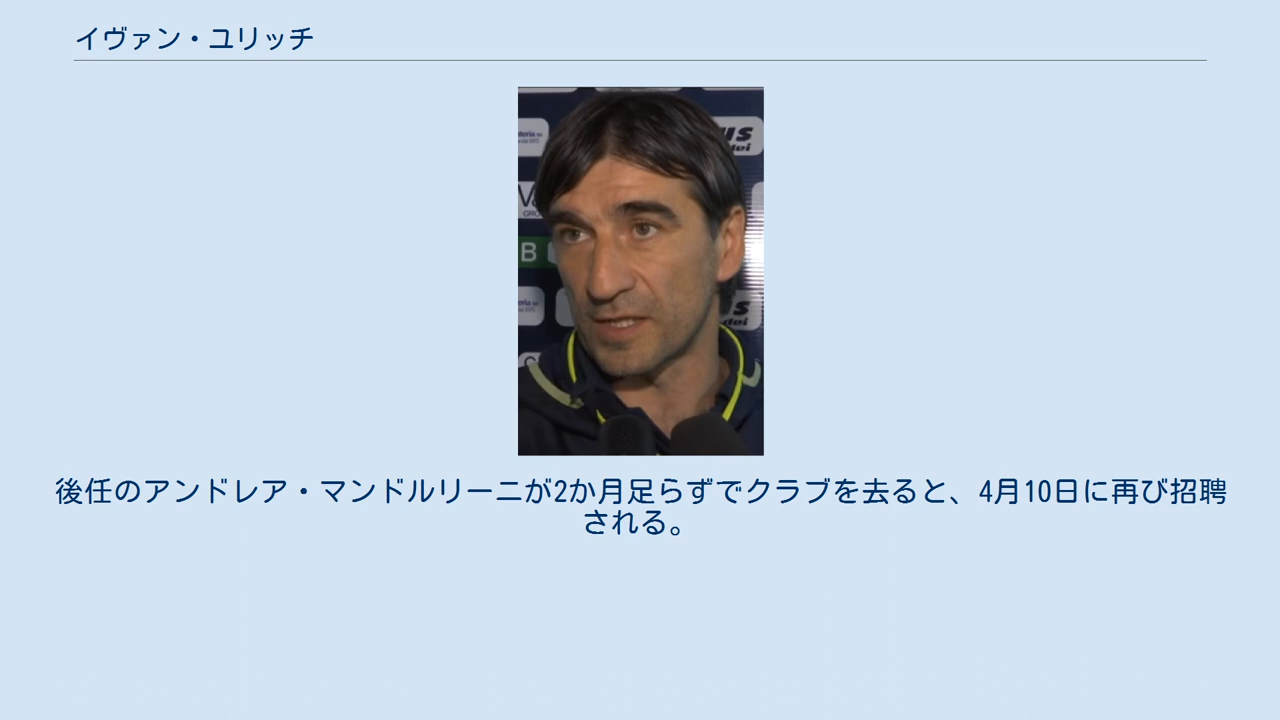 イヴァン・ユリッチ
後任のアンドレア・マンドルリーニが2か月足らずでクラブを去ると、4月10日に再び招聘
される。
B